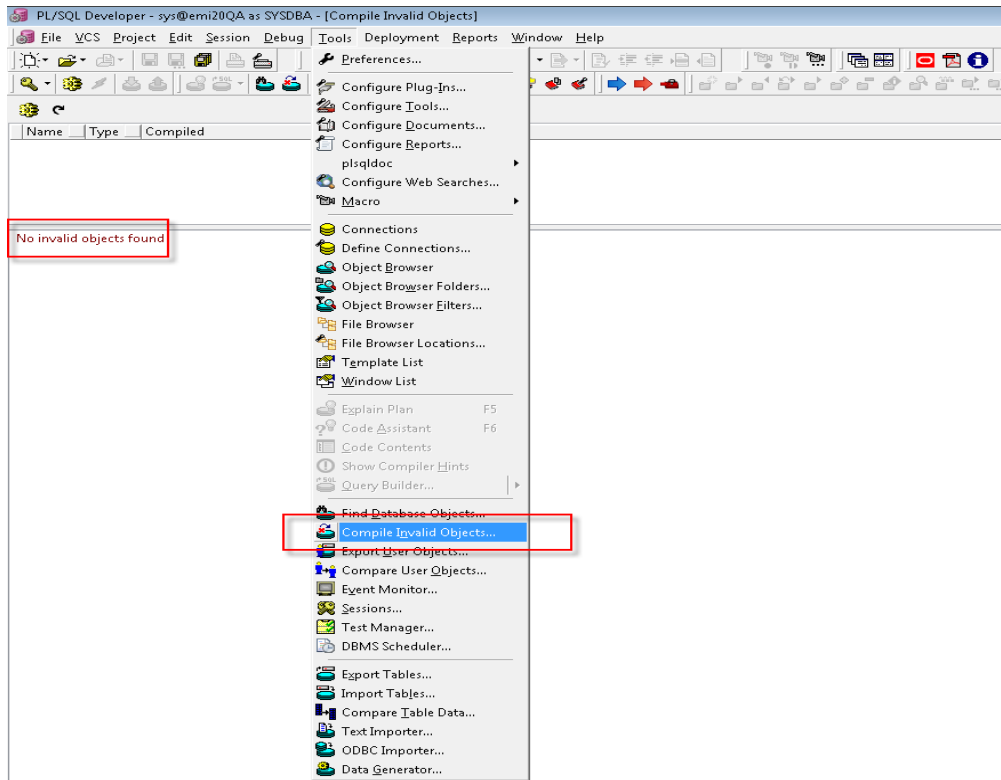 PL/SQL Developer - sys@emi20QA as SYSDBA - [Compile Invalid Objects]
File VCS Project Edit Session Debug Tools Deployment Reports Window Help
Name Type Compiled
No invalid objects found
Preferences...
Configure Plug-Ins...
Configure Tools...
Configure Documents...
Configure Reports...
plsqldoc
Configure Web Searches...
Macro
Connections
Define Connections...
Object Browser
Object Browser Folders...
Object Browser Filters...
File Browser
File Browser Locations...
Template List
Window List
Explain Plan F5
Code Assistant F6
Code Contents
Show Compiler Hints
Query Builder...
Find Database Objects...
Compile Invalid Objects...
Export User Objects...
Compare User Objects...
Event Monitor...
Sessions...
Test Manager...
DBMS Scheduler...
Export Tables...
Import Tables...
Compare Table Data...
Text Importer...
ODBC Importer...
Data Generator...